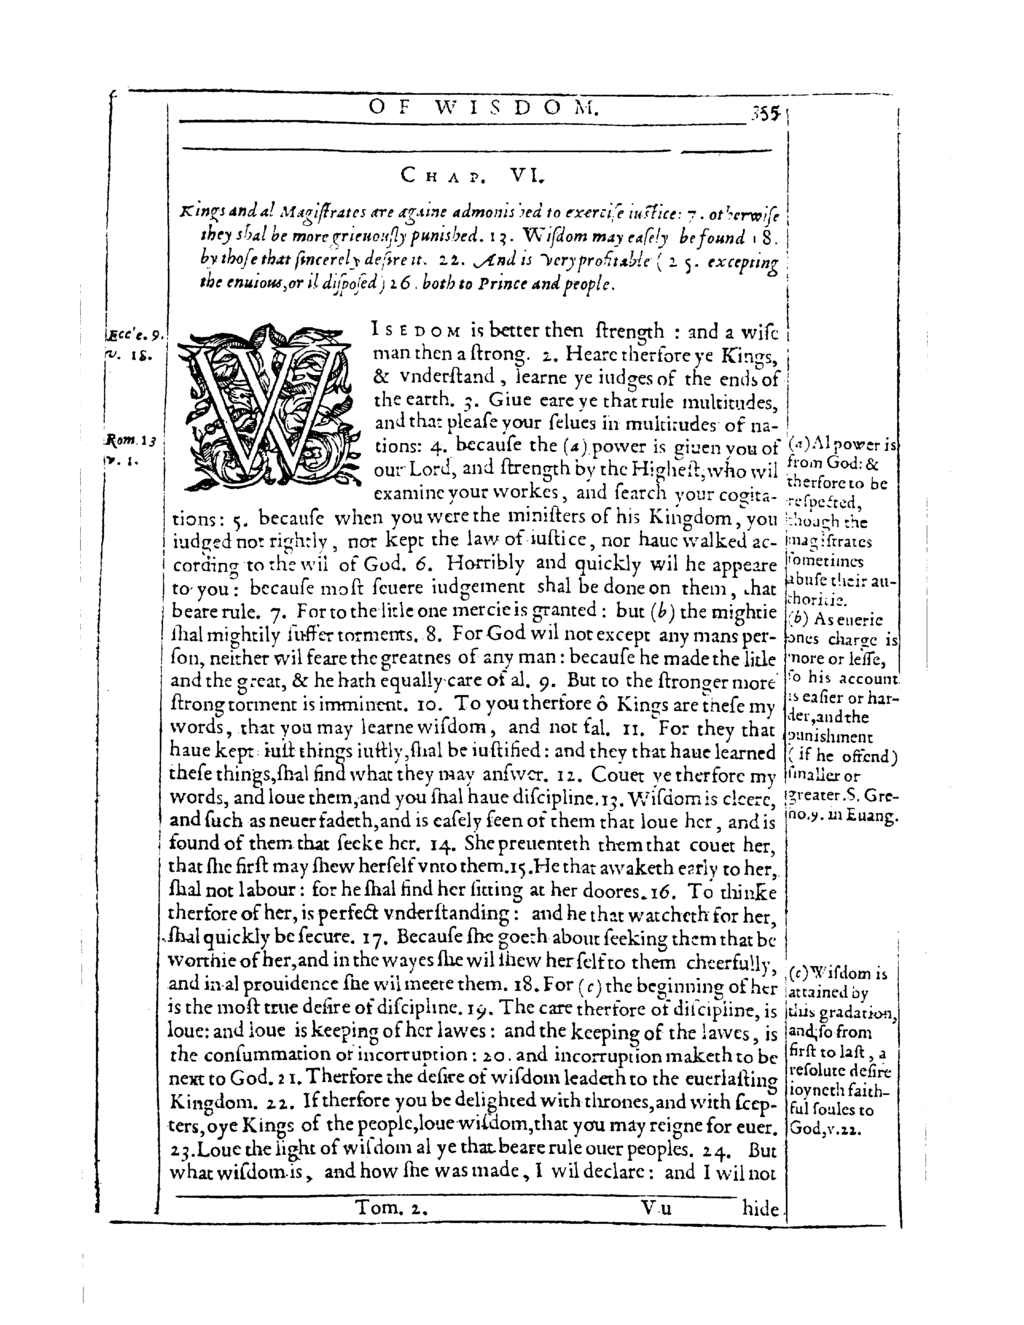 OF WISDOM. 355
CHAP. VI.
Kings and al Magiſtrates are againe admonished to exerciſe iuſtice: 7. otherwiſe
they shal be more grieuouſly punished. 13. Wiſdom may eaſely be found 18.
by thoſe that ſincerely deſire it. 22. And is very profitable (25. excepting
the enuious, or il diſpoſed) 26. both to Prince and people.
Eccle. 9.
v. 18.
Rom. 13
v. 1.
WISEDOM is better then ſtrength : and a wiſe
man then a ſtrong. 2. Heare therfore ye Kings,
& vnderſtand, learne ye iudges of the ends of
the earth. 3. Giue eare ye that rule multitudes,
and that pleaſe your ſelues in multitudes of na-
tions: 4. becauſe the (a) power is giuen you of
our Lord, and ſtrength by the Higheſt, who wil
examine your workes, and ſearch your cogita-
tions: 5. becauſe when you were the miniſters of his Kingdom, you
iudged not rightly, nor kept the law of iuſtice, nor haue walked ac-
cording to the wil of God. 6. Horribly and quickly wil he appeare
to you : becauſe moſt ſeuere iudgement shal be done on them, that
beare rule. 7. For to the litle one mercie is granted : but (b) the mightie
ſhal mightily ſuffer torments. 8. For God wil not except any mans per-
ſon, neither wil feare the greatnes of any man : becauſe he made the litle
and the great, & he hath equally care of al. 9. But to the ſtronger more
ſtrong torment is imminent. 10. To you therfore ô Kings are theſe my
words, that you may learne wiſdom, and not fal. 11. For they that
haue kept iuſt things iuſtly, ſhal be iuſtified : and they that haue learned
theſe things, ſhal find what they may anſwer. 12. Couet ye therfore my
words, and loue them, and you ſhal haue diſcipline. 13. Wiſdom is cleere,
and ſuch as neuer fadeth, and is eaſely ſeen of them that loue her, and is
found of them that ſeeke her. 14. She preuenteth them that couet her,
that ſhe firſt may ſhew herſelf vnto them. 15. He that awaketh early to her,
ſhal not labour : for he ſhal find her ſitting at her doores. 16. To thinke
therfore of her, is perfect vnderſtanding : and he that watcheth for her,
ſhal quickly be ſecure. 17. Becauſe ſhe goeth about ſeeking them that be
worthie of her, and in the wayes ſhe wil ſhew her ſelf to them cheerfully,
and in al prouidence ſhe wil meete them. 18. For (c) the beginning of her
is the moſt true deſire of diſcipline. 19. The care therfore of diſcipline, is
loue: and loue is keeping of her lawes : and the keeping of the lawes, is
the conſummation of incorruption : 20. and incorruption maketh to be
next to God. 21. Therfore the deſire of wiſdom leadeth to the euerlaſting
Kingdom. 22. If therfore you be delighted with thrones, and with ſcep-
ters, o ye Kings of the people, loue wiſdom, that you may reigne for euer.
23. Loue the light of wiſdom al ye that beare rule ouer peoples. 24. But
what wiſdom is, and how ſhe was made, I wil declare : and I wil not
(a) Al power is
from God: &
therfore to be
reſpected,
though the
magiſtrates
ſometimes
abuſe their au-
thoritie.
(b) As euerie
ones charge is
more or leſſe,
ſo his account
is eaſier or har-
der, and the
punishment
(if he offend)
ſmaller or
greater. S. Gre-
ho. 9. in Euang.
(c) Wiſdom is
attained by
this gradation,
and ſo from
firſt to laſt, a
reſolute deſire
ioyneth faith-
ful ſoules to
God, v. 22.
Tom. 2. Vu hide